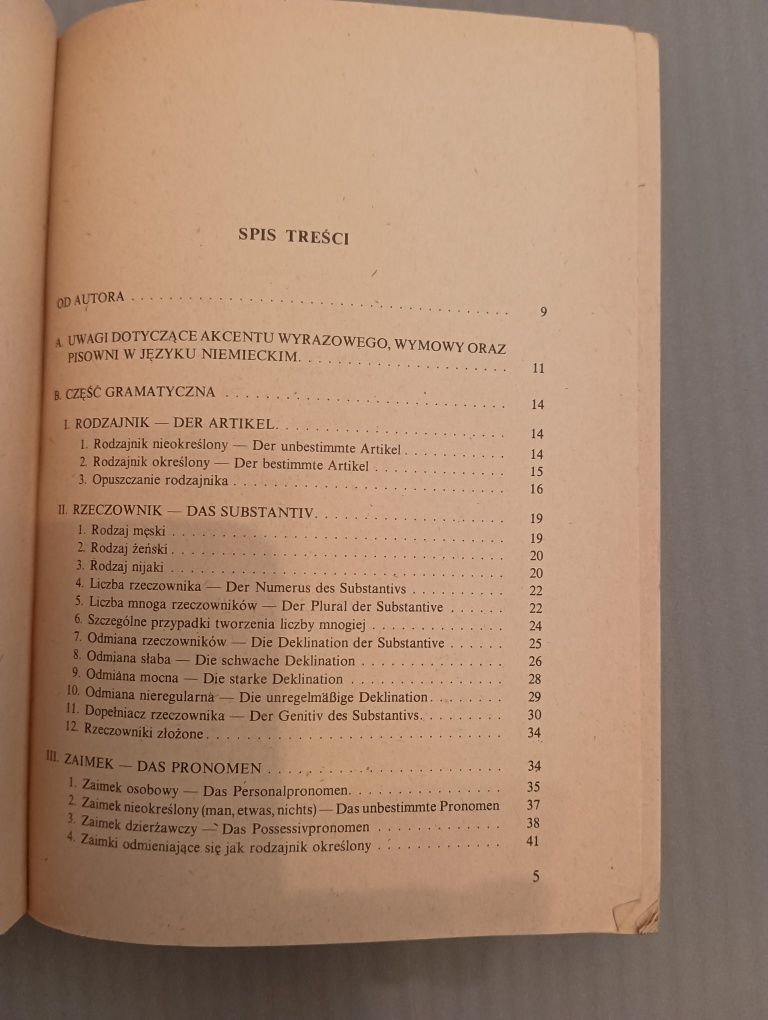 SPIS TREŚCI
OD AUTORA . . . . . . . . . . . . . . . . . . . . . . . . . . . . . . 9
A. UWAGI DOTYCZĄCE AKCENTU WYRAZOWEGO, WYMOWY ORAZ
PISOWNI W JĘZYKU NIEMIECKIM. . . . . . . . . . . . . . . . . . 11
B. CZĘŚĆ GRAMATYCZNA . . . . . . . . . . . . . . . . . . . . . . . 14
I. RODZAJNIK — DER ARTIKEL. . . . . . . . . . . . . . . . . . . . 14
1. Rodzajnik nieokreślony — Der unbestimmte Artikel . . . . . . . . . 14
2. Rodzajnik określony — Der bestimmte Artikel . . . . . . . . . . . 15
3. Opuszczanie rodzajnika . . . . . . . . . . . . . . . . . . . . . . 16
II. RZECZOWNIK — DAS SUBSTANTIV. . . . . . . . . . . . . . . . . 19
1. Rodzaj męski . . . . . . . . . . . . . . . . . . . . . . . . . . . 19
2. Rodzaj żeński . . . . . . . . . . . . . . . . . . . . . . . . . . . 20
3. Rodzaj nijaki . . . . . . . . . . . . . . . . . . . . . . . . . . . 20
4. Liczba rzeczownika — Der Numerus des Substantivs . . . . . . . . 22
5. Liczba mnoga rzeczowników — Der Plural der Substantive . . . . . 22
6. Szczególne przypadki tworzenia liczby mnogiej . . . . . . . . . . . 24
7. Odmiana rzeczowników — Die Deklination der Substantive . . . . . 25
8. Odmiana słaba — Die schwache Deklination . . . . . . . . . . . . 26
9. Odmiana mocna — Die starke Deklination . . . . . . . . . . . . . 28
10. Odmiana nieregularna — Die unregelmäßige Deklination. . . . . . . 29
11. Dopełniacz rzeczownika — Der Genitiv des Substantivs. . . . . . . 30
12. Rzeczowniki złożone . . . . . . . . . . . . . . . . . . . . . . . . 34
III. ZAIMEK — DAS PRONOMEN . . . . . . . . . . . . . . . . . . . . 34
1. Zaimek osobowy — Das Personalpronomen. . . . . . . . . . . . . 35
2. Zaimek nieokreślony (man, etwas, nichts) — Das unbestimmte Pronomen 37
3. Zaimek dzierżawczy — Das Possessivpronomen . . . . . . . . . . . 38
4. Zaimki odmieniające się jak rodzajnik określony . . . . . . . . . . . 41
5